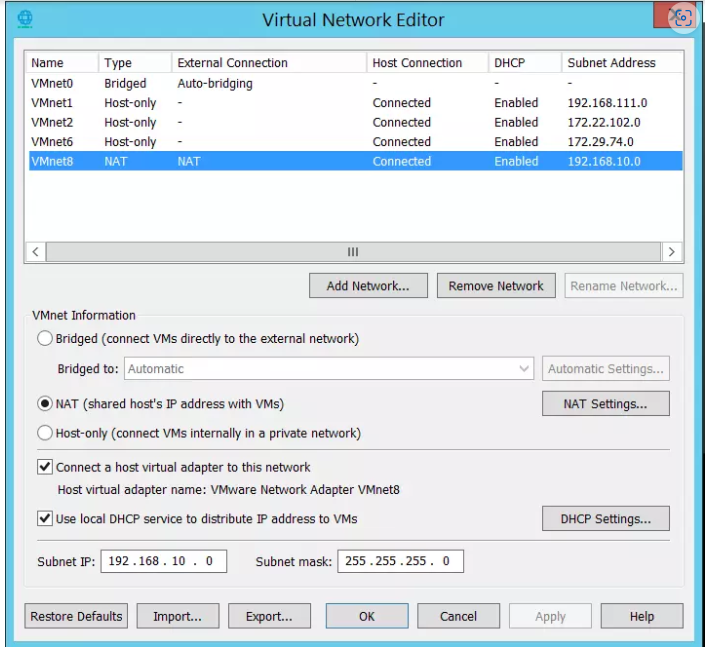 Virtual Network Editor
Name Type External Connection Host Connection DHCP Subnet Address
VMnet0 Bridged Auto-bridging - - -
VMnet1 Host-only - Connected Enabled 192.168.111.0
VMnet2 Host-only - Connected Enabled 172.22.102.0
VMnet6 Host-only - Connected Enabled 172.29.74.0
VMnet8 NAT NAT Connected Enabled 192.168.10.0
Add Network... Remove Network Rename Network...
VMnet Information
Bridged (connect VMs directly to the external network)
Bridged to: Automatic Automatic Settings...
NAT (shared host's IP address with VMs) NAT Settings...
Host-only (connect VMs internally in a private network)
Connect a host virtual adapter to this network
Host virtual adapter name: VMware Network Adapter VMnet8
Use local DHCP service to distribute IP address to VMs DHCP Settings...
Subnet IP: 192 . 168 . 10 . 0 Subnet mask: 255 . 255 . 255 . 0
Restore Defaults Import... Export... OK Cancel Apply Help